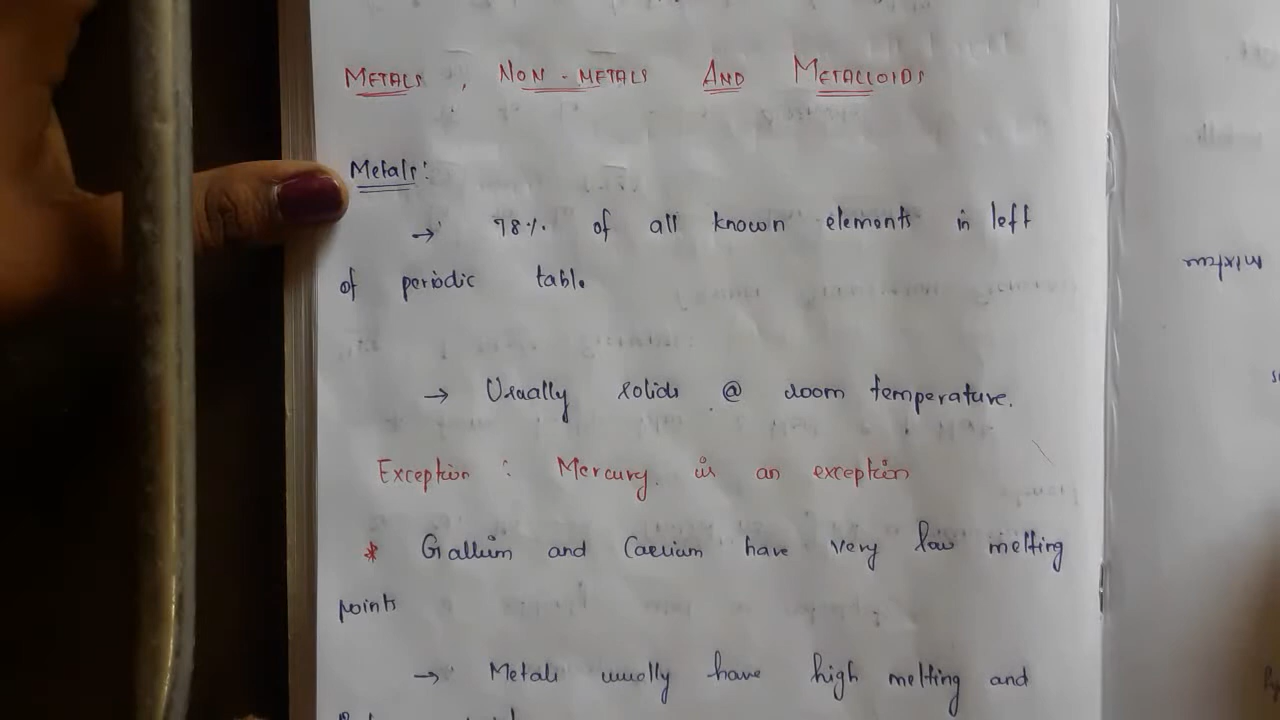 METALS, NON-METALS AND METALLOIDS
Metals:
→ 78% of all known elements in left
of periodic table
→ Usually solids @ room temperature.
Exception: Mercury is an exception
* Gallium and Caesium have very low melting
points
→ Metals usually have high melting and
mixture